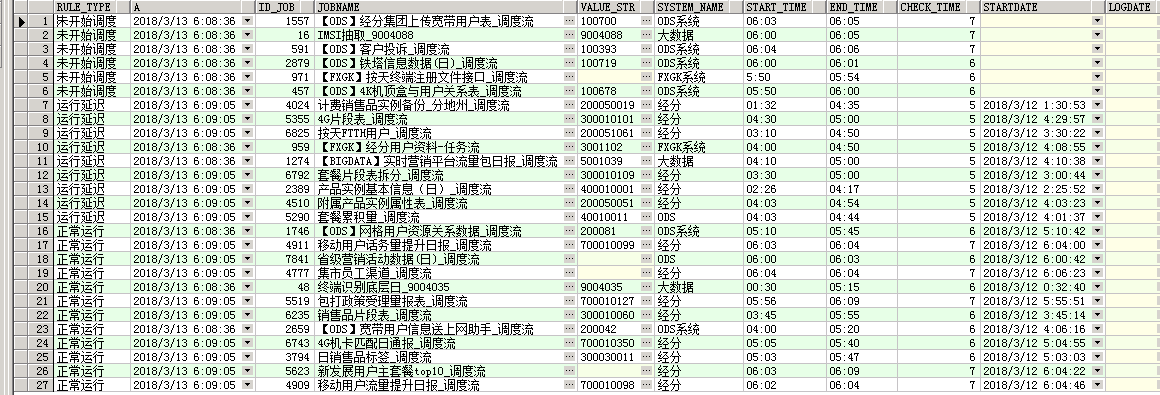 RULE_TYPE A ID_JOB JOBNAME VALUE_STR SYSTEM_NAME START_TIME END_TIME CHECK_TIME STARTDATE LOGDATE
1 未开始调度 2018/3/13 6:08:36 1557 【ODS】经分集团上传宽带用户表_调度流 100700 ODS系统 06:03 06:05 7
2 未开始调度 2018/3/13 6:08:36 16 IMSI抽取_9004088 9004088 大数据 06:00 06:05 7
3 未开始调度 2018/3/13 6:08:36 591 【ODS】客户投诉_调度流 100393 ODS系统 06:04 06:06 7
4 未开始调度 2018/3/13 6:08:36 2879 【ODS】铁塔信息数据(日)_调度流 100719 ODS系统 06:00 06:01 6
5 未开始调度 2018/3/13 6:08:36 971 【FXGK】按天终端注册文件接口_调度流 FXGK系统 5:50 05:54 6
6 未开始调度 2018/3/13 6:08:36 457 【ODS】4K机顶盒与用户关系表_调度流 100678 ODS系统 05:50 06:00 6
7 运行延迟 2018/3/13 6:09:05 4024 计费销售品实例备份_分地州_调度流 200050019 经分 01:32 04:35 5 2018/3/12 1:30:53
8 运行延迟 2018/3/13 6:09:05 5355 4G片段表_调度流 300010101 经分 04:30 05:00 5 2018/3/12 4:29:57
9 运行延迟 2018/3/13 6:09:05 6825 按天FTTH用户_调度流 200051061 经分 03:10 04:50 5 2018/3/12 3:30:22
10 运行延迟 2018/3/13 6:08:36 959 【FXGK】经分用户资料-任务流 3001102 FXGK系统 04:00 04:50 5 2018/3/12 4:08:55
11 运行延迟 2018/3/13 6:08:36 1274 【BIGDATA】实时营销平台流量包日报_调度流 5001039 大数据 04:10 05:00 5 2018/3/12 4:10:38
12 运行延迟 2018/3/13 6:09:05 6792 套餐片段表拆分_调度流 300010109 经分 03:30 05:00 5 2018/3/12 3:00:44
13 运行延迟 2018/3/13 6:09:05 2389 产品实例基本信息（日）_调度流 400010001 经分 02:26 04:17 5 2018/3/12 2:25:52
14 运行延迟 2018/3/13 6:09:05 4510 附属产品实例属性表_调度流 200050051 经分 04:03 04:54 5 2018/3/12 4:03:23
15 运行延迟 2018/3/13 6:09:05 5290 套餐累积量_调度流 40010011 ODS 04:03 04:44 5 2018/3/12 4:01:37
16 正常运行 2018/3/13 6:08:36 1746 【ODS】网格用户资源关系数据_调度流 200081 ODS系统 05:10 05:45 6 2018/3/12 5:10:42
17 正常运行 2018/3/13 6:09:05 4911 移动用户话务量提升日报_调度流 700010099 经分 06:03 06:04 7 2018/3/12 6:04:00
18 正常运行 2018/3/13 6:09:05 7841 省级营销活动数据(日)_调度流 ODS 06:00 06:03 6 2018/3/12 6:00:42
19 正常运行 2018/3/13 6:09:05 4777 集市员工渠道_调度流 经分 06:04 06:04 7 2018/3/12 6:06:23
20 正常运行 2018/3/13 6:08:36 48 终端识别底层日_9004035 9004035 大数据 00:30 05:15 6 2018/3/12 0:32:40
21 正常运行 2018/3/13 6:09:05 5519 包打政策受理量报表_调度流 700010127 经分 05:56 06:09 7 2018/3/12 5:55:51
22 正常运行 2018/3/13 6:09:05 6235 销售品片段表_调度流 300010060 经分 03:45 05:55 6 2018/3/12 3:45:14
23 正常运行 2018/3/13 6:08:36 2659 【ODS】宽带用户信息送上网助手_调度流 200042 ODS系统 04:00 05:20 6 2018/3/12 4:06:16
24 正常运行 2018/3/13 6:09:05 6743 4G机卡匹配日通报_调度流 700010350 经分 05:05 05:40 6 2018/3/12 5:04:55
25 正常运行 2018/3/13 6:09:05 3794 日销售品标签_调度流 300030011 经分 05:03 05:47 6 2018/3/12 5:03:03
26 正常运行 2018/3/13 6:09:05 5623 新发展用户主套餐top10_调度流 经分 06:03 06:09 7 2018/3/12 6:04:22
27 正常运行 2018/3/13 6:09:05 4909 移动用户流量提升日报_调度流 700010098 经分 06:02 06:04 7 2018/3/12 6:04:46